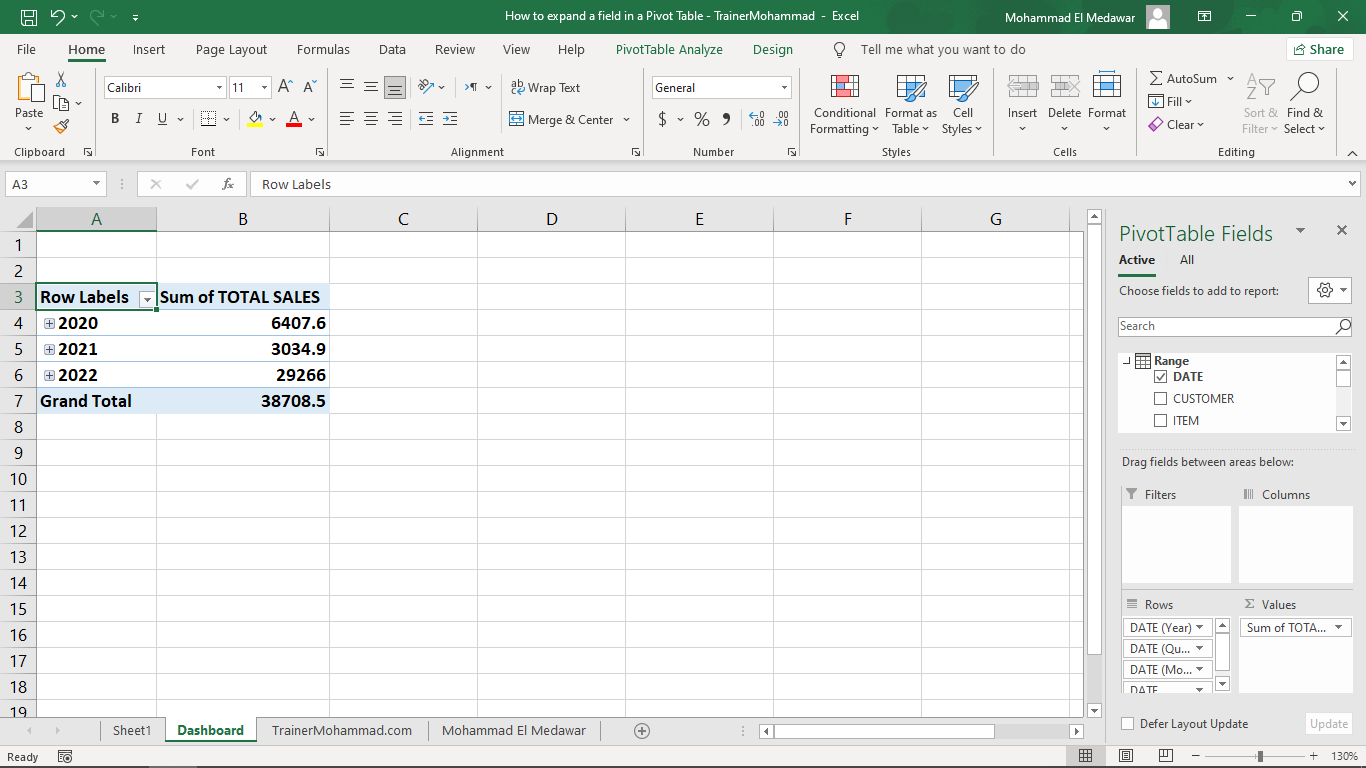 How to expand a field in a Pivot Table - TrainerMohammad - Excel
Mohammad El Medawar
File Home Insert Page Layout Formulas Data Review View Help PivotTable Analyze Design Tell me what you want to do Share
Paste
Clipboard
Calibri 11
B I U A
Font
ab Wrap Text
Merge & Center
Alignment
General
$ % 9
Number
Conditional Formatting
Format as Table
Cell Styles
Styles
Insert Delete Format
Cells
AutoSum
Fill
Clear
Sort & Filter
Find & Select
Editing
A3 fx Row Labels
A B C D E F G
1
2
3 Row Labels Sum of TOTAL SALES
4 2020 6407.6
5 2021 3034.9
6 2022 29266
7 Grand Total 38708.5
8
9
10
11
12
13
14
15
16
17
18
19
PivotTable Fields
Active All
Choose fields to add to report:
Search
Range
DATE
CUSTOMER
ITEM
Drag fields between areas below:
Filters Columns
Rows Σ Values
DATE (Year) Sum of TOTA...
DATE (Qu...
DATE (Mo...
DATE
Defer Layout Update Update
Sheet1 Dashboard TrainerMohammad.com Mohammad El Medawar
Ready 130%